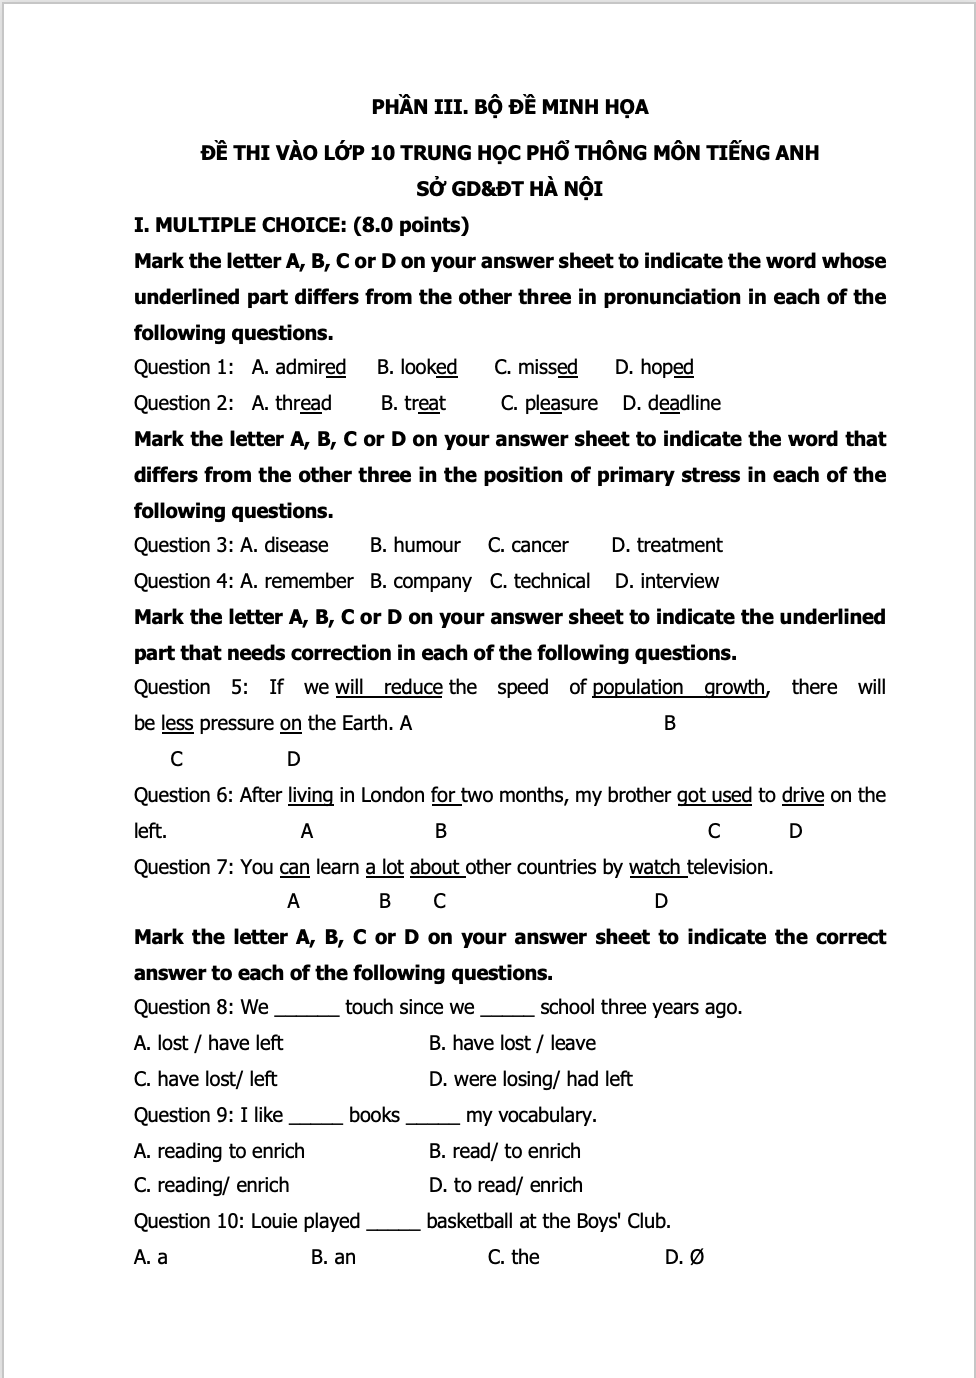 PHẦN III. BỘ ĐỀ MINH HỌA
ĐỀ THI VÀO LỚP 10 TRUNG HỌC PHỔ THÔNG MÔN TIẾNG ANH
SỞ GD&ĐT HÀ NỘI
I. MULTIPLE CHOICE: (8.0 points)
Mark the letter A, B, C or D on your answer sheet to indicate the word whose
underlined part differs from the other three in pronunciation in each of the
following questions.
Question 1: A. admired B. looked C. missed D. hoped
Question 2: A. thread B. treat C. pleasure D. deadline
Mark the letter A, B, C or D on your answer sheet to indicate the word that
differs from the other three in the position of primary stress in each of the
following questions.
Question 3: A. disease B. humour C. cancer D. treatment
Question 4: A. remember B. company C. technical D. interview
Mark the letter A, B, C or D on your answer sheet to indicate the underlined
part that needs correction in each of the following questions.
Question 5: If we will reduce the speed of population growth, there will
be less pressure on the Earth. A B
C D
Question 6: After living in London for two months, my brother got used to drive on the
left. A B C D
Question 7: You can learn a lot about other countries by watch television.
A B C D
Mark the letter A, B, C or D on your answer sheet to indicate the correct
answer to each of the following questions.
Question 8: We ______ touch since we _____ school three years ago.
A. lost / have left B. have lost / leave
C. have lost/ left D. were losing/ had left
Question 9: I like _____ books _____ my vocabulary.
A. reading to enrich B. read/ to enrich
C. reading/ enrich D. to read/ enrich
Question 10: Louie played _____ basketball at the Boys' Club.
A. a B. an C. the D. Ø